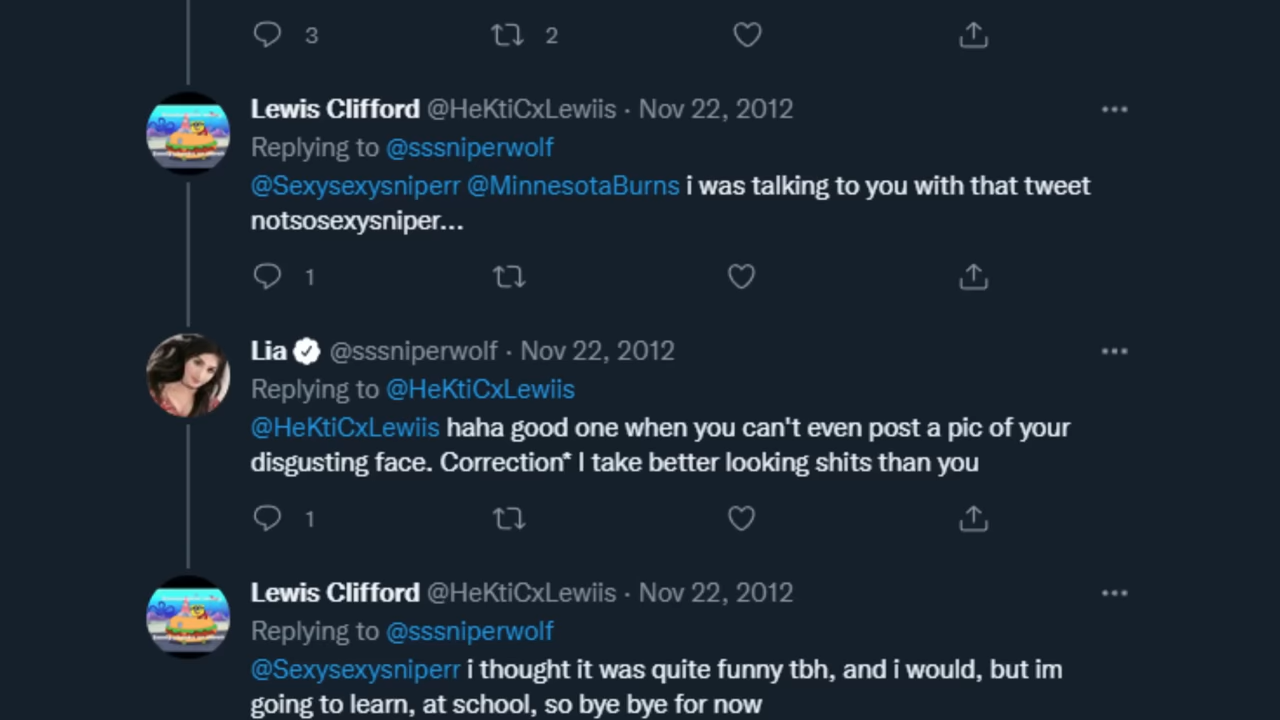 3 2
Lewis Clifford @HeKtiCxLewiis · Nov 22, 2012
Replying to @sssniperwolf
@Sexysexysniperr @MinnesotaBurns i was talking to you with that tweet
notsosexysniper...
1
Lia @sssniperwolf · Nov 22, 2012
Replying to @HeKtiCxLewiis
@HeKtiCxLewiis haha good one when you can't even post a pic of your
disgusting face. Correction* I take better looking shits than you
1
Lewis Clifford @HeKtiCxLewiis · Nov 22, 2012
Replying to @sssniperwolf
@Sexysexysniperr i thought it was quite funny tbh, and i would, but im
going to learn, at school, so bye bye for now